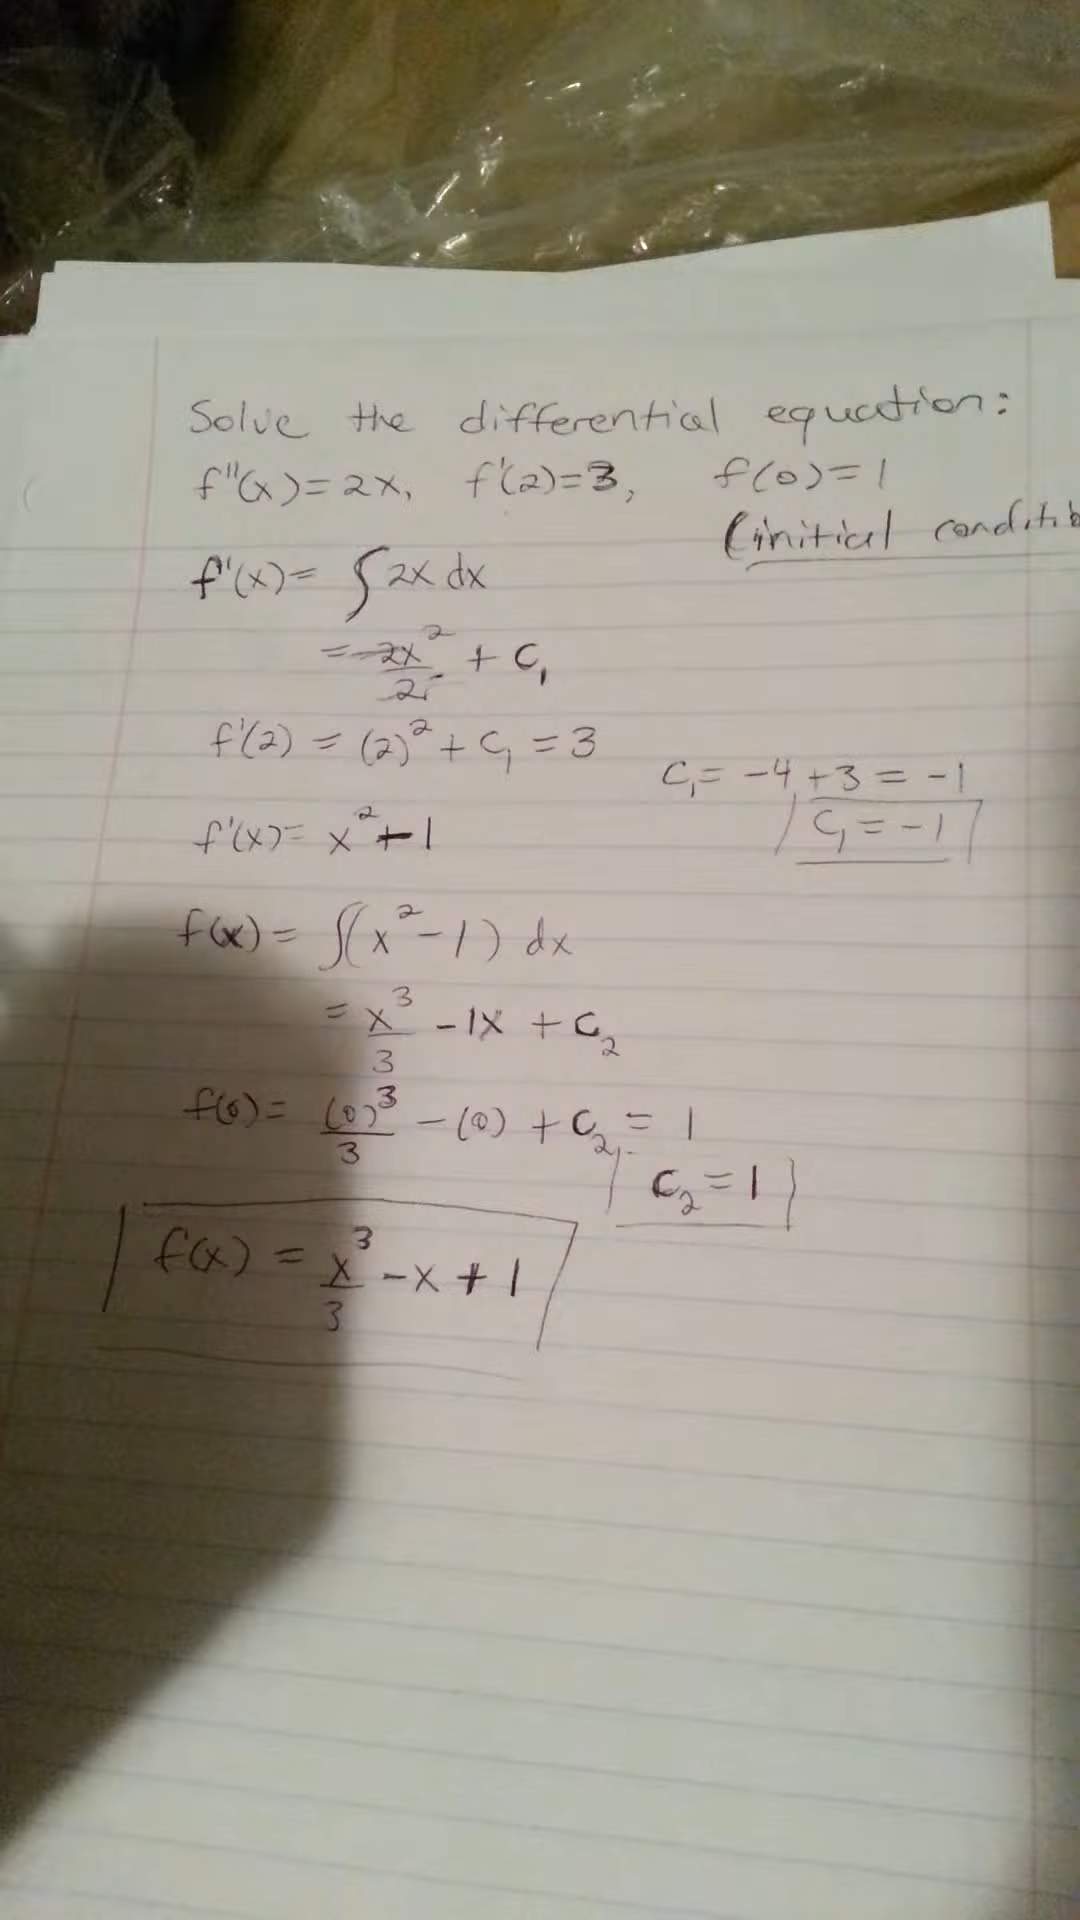 Solve the differential equation:
f''(x)=2x, f'(2)=3, f(0)=1
(initial
f'(x)= ∫2x dx
= 2x²/2 + C₁
f'(2) = (2)² + C₁ = 3
C₁= -4+3 = -1
C₁ = -1
f'(x)= x²-1
f(x)= ∫(x²-1) dx
= x³/3 - 1x + C₂
f(0)= (0)³/3 - (0) + C₂ = 1
C₂ = 1
f(x) = x³/3 - x + 1